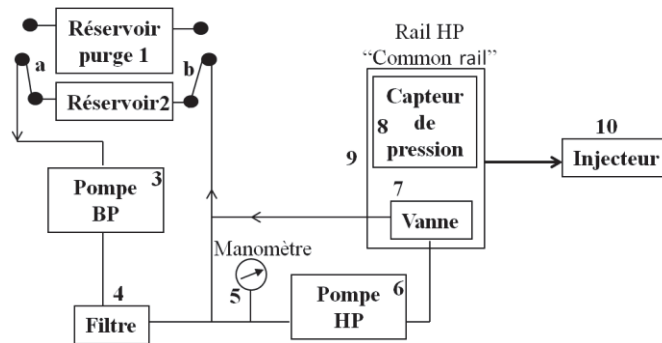 Réservoir
purge 1
a
b
Réservoir2
Rail HP
“Common rail”
Capteur
8 de
pression
9
10
Injecteur
7
Vanne
3
Pompe
BP
Manomètre
5
4
Filtre
6
Pompe
HP